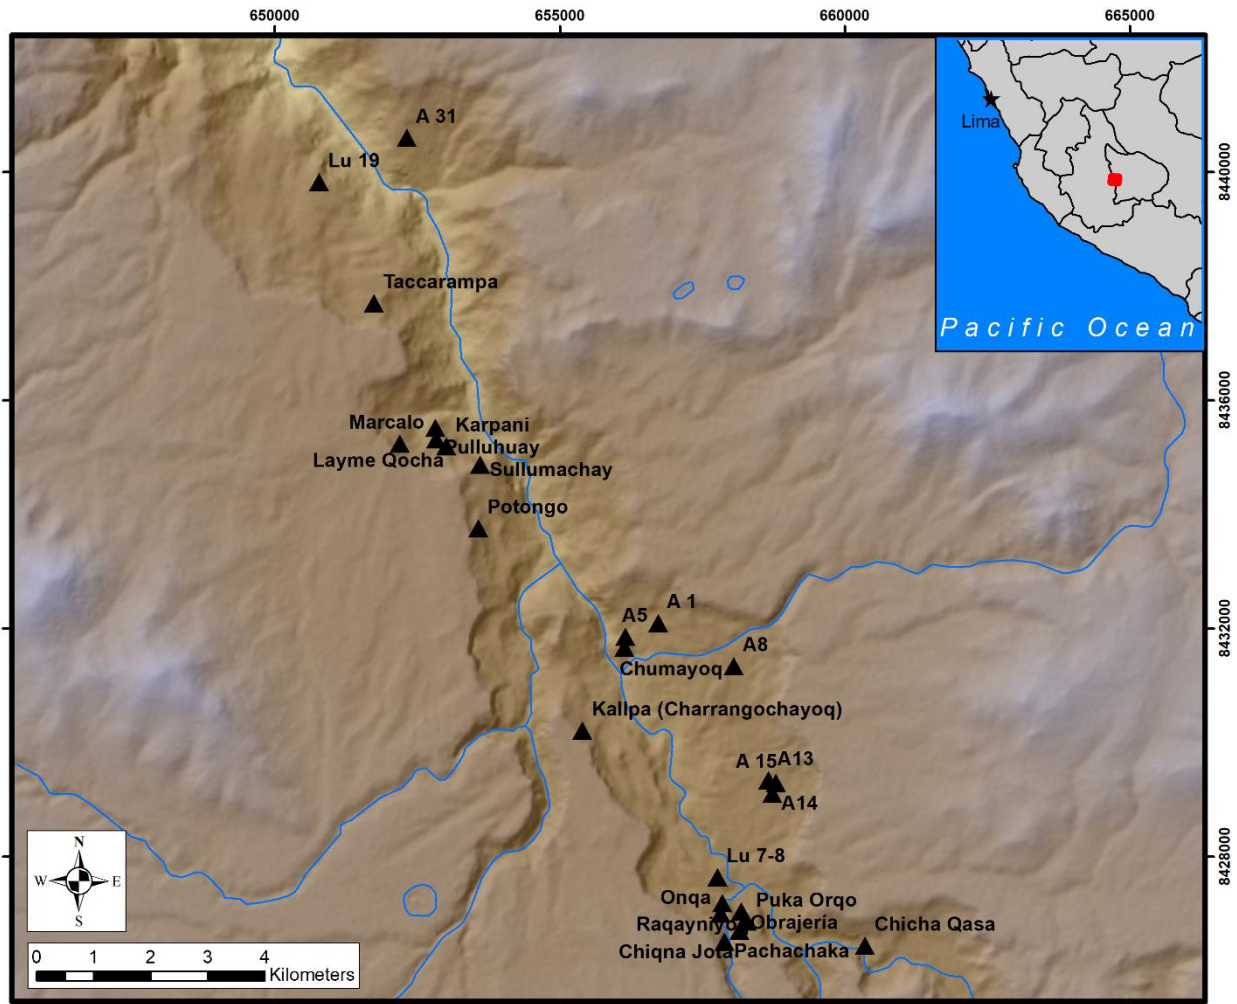 650000
655000
660000
665000
A 31
Lima
Lu 19
8440000
Taccarampa
Pacific Ocean
8436000
Marcalo
Karpani
Pulluhuay
Layme Qocha
Sullumachay
Potongo
A 1
A5
8432000
A8
Chumayoq
Kallpa (Charrangochayoq)
A 15
A13
A14
N
W
E
S
Lu 7-8
8428000
Onqa
Puka Orqo
Raqayniyo
Obrajería
Chicha Qasa
Chiqna Jota
Pachachaka
0 1 2 3 4
Kilometers